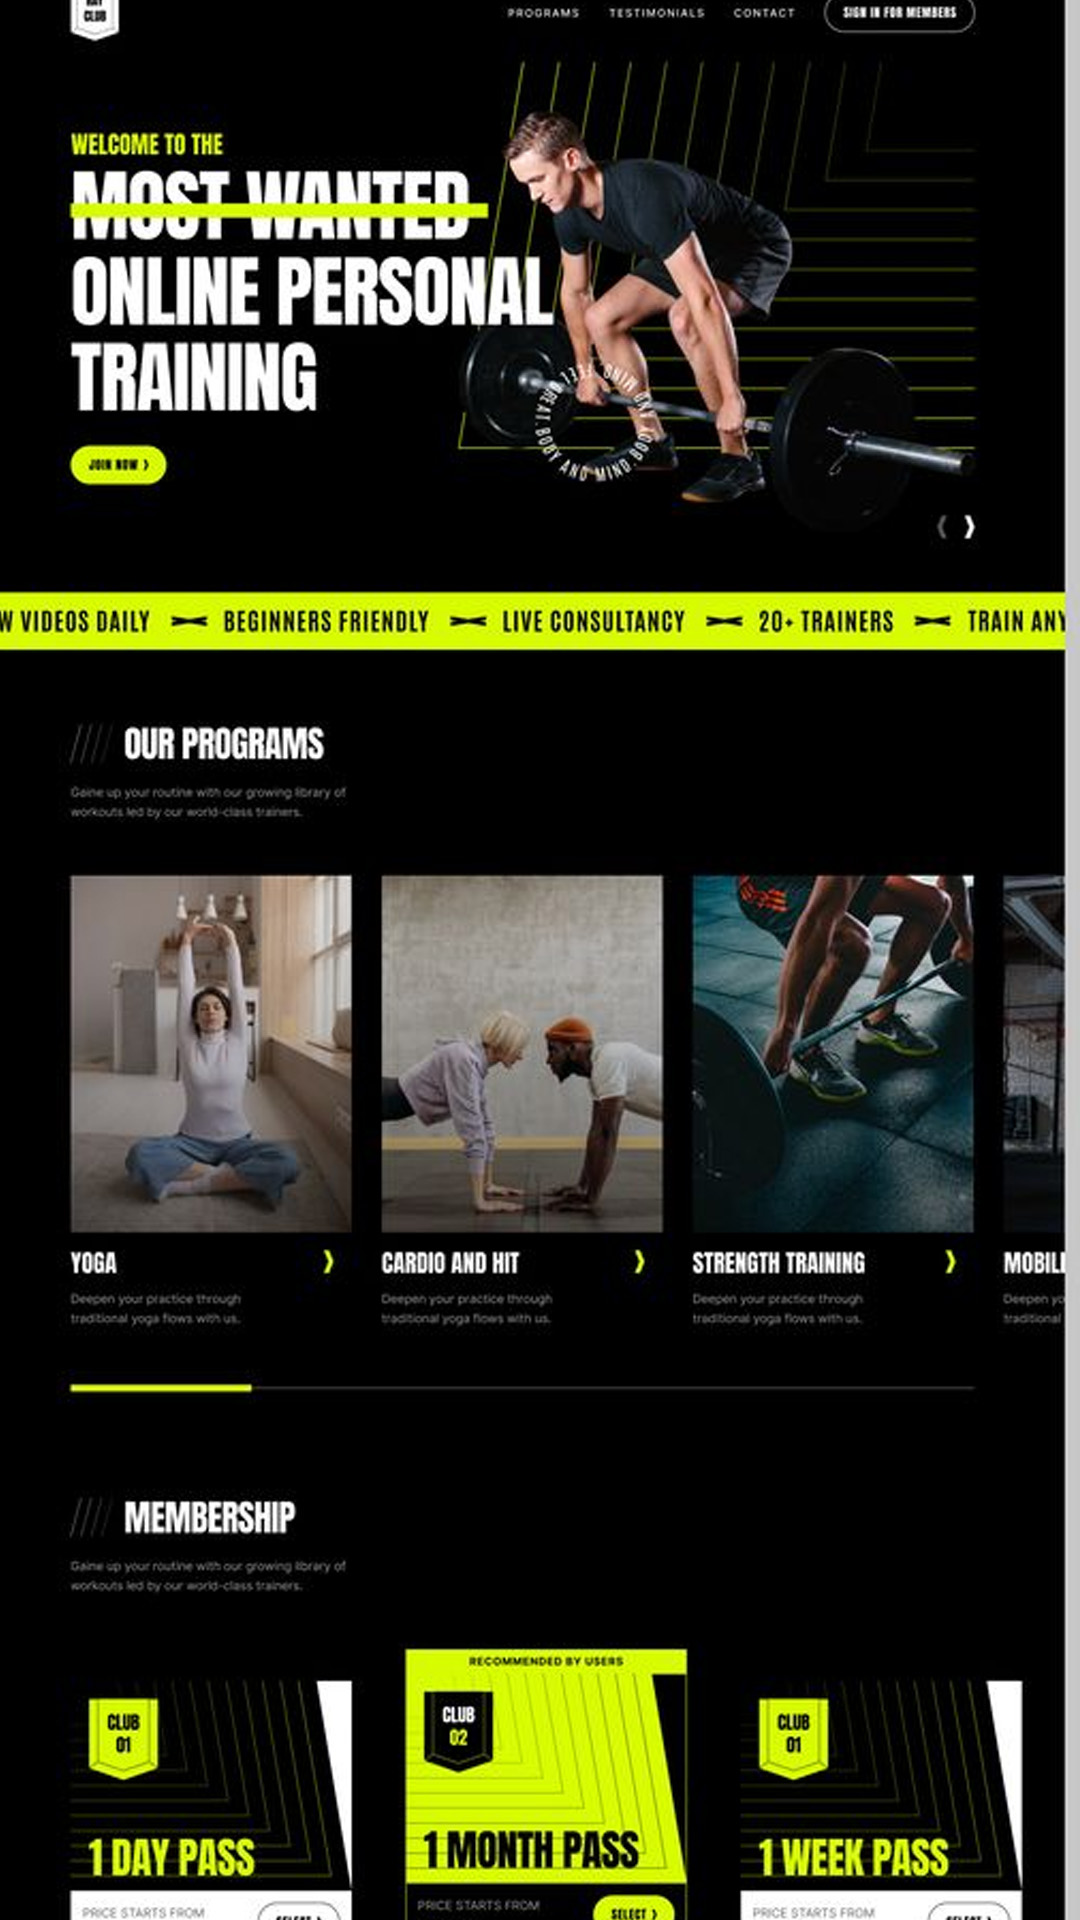 CLUB
PROGRAMS
TESTIMONIALS
CONTACT
SIGN IN FOR MEMBERS
WELCOME TO THE
MOST WANTED
ONLINE PERSONAL
TRAINING
JOIN NOW ❭
GREAT. BODY AND MIND. BODY AND MIND. FEEL
W VIDEOS DAILY
BEGINNERS FRIENDLY
LIVE CONSULTANCY
20+ TRAINERS
TRAIN ANY
//// OUR PROGRAMS
Gaine up your routine with our growing library of
workouts led by our world-class trainers.
YOGA
Deepen your practice through
traditional yoga flows with us.
CARDIO AND HIT
Deepen your practice through
traditional yoga flows with us.
STRENGTH TRAINING
Deepen your practice through
traditional yoga flows with us.
MOBIL
Deepen yo
traditional
//// MEMBERSHIP
Gaine up your routine with our growing library of
workouts led by our world-class trainers.
CLUB
01
1 DAY PASS
PRICE STARTS FROM
SELECT ❭
RECOMMENDED BY USERS
CLUB
02
1 MONTH PASS
PRICE STARTS FROM
SELECT ❭
CLUB
01
1 WEEK PASS
PRICE STARTS FROM
SELECT ❭